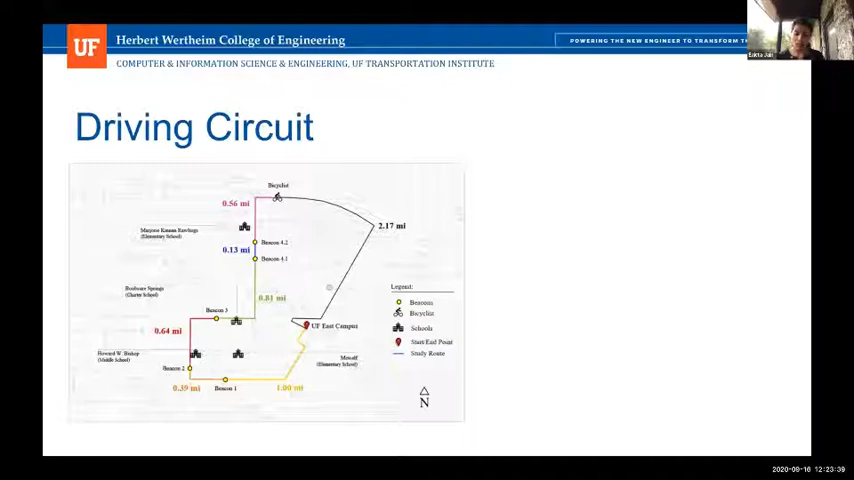 UF
Herbert Wertheim College of Engineering
POWERING THE NEW ENGINEER TO TRANSFORM TH
COMPUTER & INFORMATION SCIENCE & ENGINEERING, UF TRANSPORTATION INSTITUTE
Eakta Jain
Driving Circuit
Bicyclist
0.56 mi
2.17 mi
Marjorie Kinnan Rawlings
(Elementary School)
Beacon 4.2
0.13 mi
Beacon 4.1
Boulware Springs
(Charter School)
0.81 mi
Legend:
Beacons
Bicyclist
Schools
Start/End Point
Study Route
Beacon 3
UF East Campus
0.64 mi
Howard W. Bishop
(Middle School)
Metcalf
(Elementary School)
Beacon 2
0.39 mi
Beacon 1
1.00 mi
N
2020-09-16 12:23:39